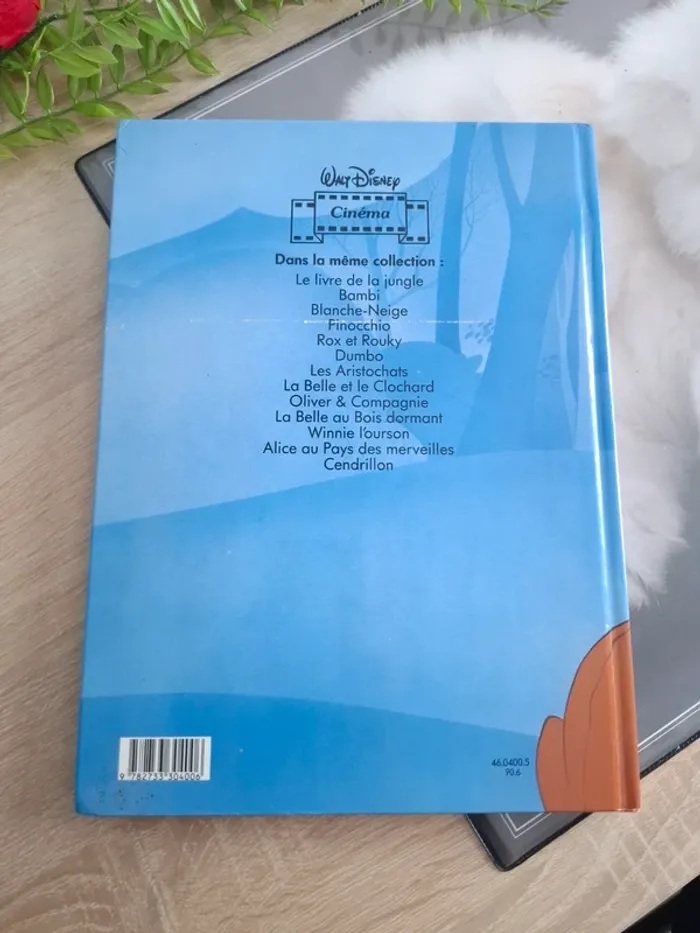 WALT DISNEY
Cinéma
Dans la même collection :
Le livre de la jungle
Bambi
Blanche-Neige
Pinocchio
Rox et Rouky
Dumbo
Les Aristochats
La Belle et le Clochard
Oliver & Compagnie
La Belle au Bois dormant
Winnie l'ourson
Alice au Pays des merveilles
Cendrillon
46.0400.5
90.6
9 782733 304006